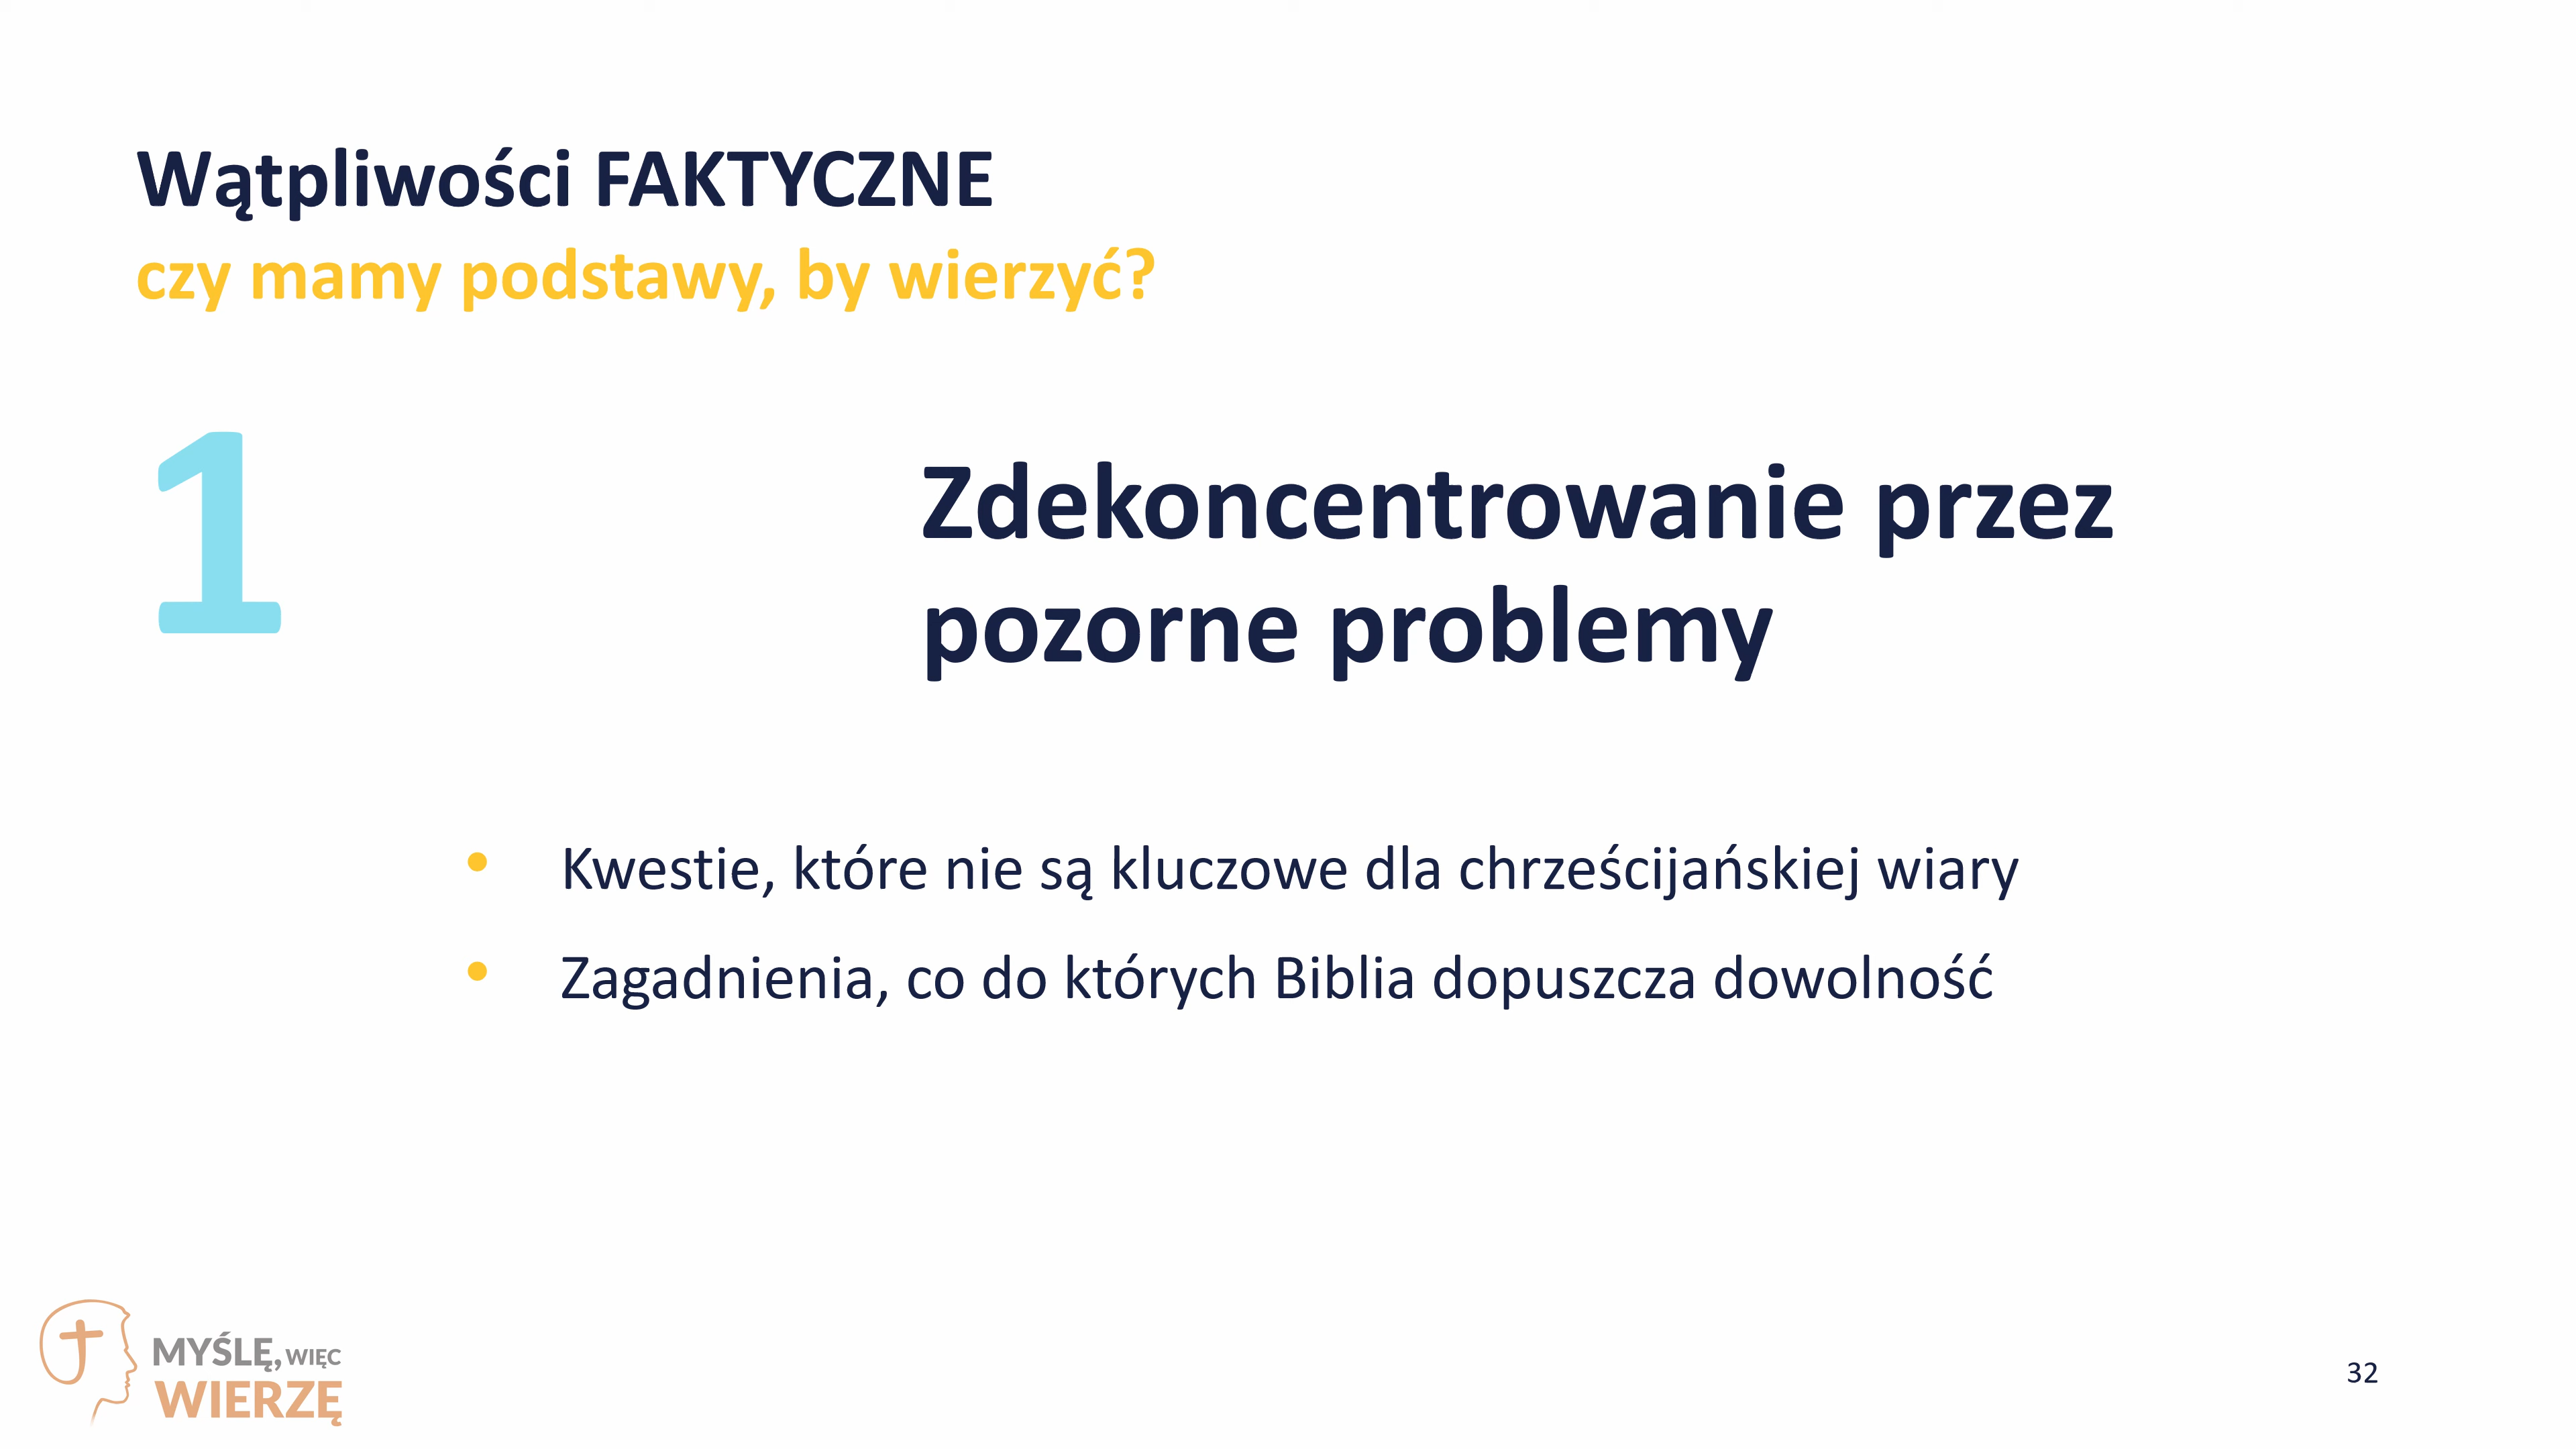 Wątpliwości FAKTYCZNE
czy mamy podstawy, by wierzyć?
1
Zdekoncentrowanie przez
pozorne problemy
• Kwestie, które nie są kluczowe dla chrześcijańskiej wiary
• Zagadnienia, co do których Biblia dopuszcza dowolność
MYŚLĘ, WIĘC
WIERZĘ
32